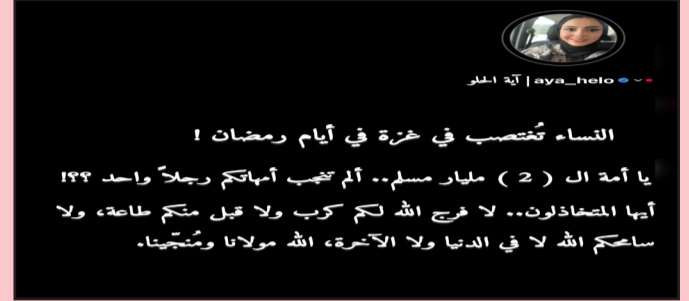 aya_helo | آية الحلو
النساء تُغتصب في غزة في أيام رمضان !
يا أمة ال ( 2 ) مليار مسلم.. ألم تنجب أمهاتكم رجلاً واحد ؟؟!
أيها المتخاذلون.. لا فرج الله لكم كرب ولا قبل منكم طاعة، ولا
سامحكم الله لا في الدنيا ولا الآخرة، الله مولانا ومُنجّينا.